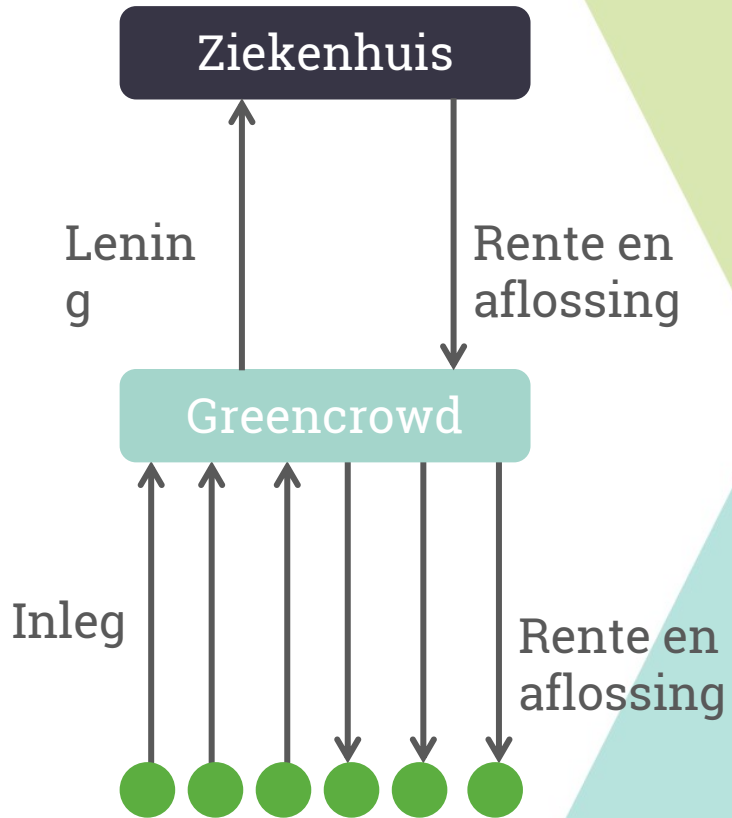 Ziekenhuis
Lenin
g
Rente en
aflossing
Greencrowd
Inleg
Rente en
aflossing